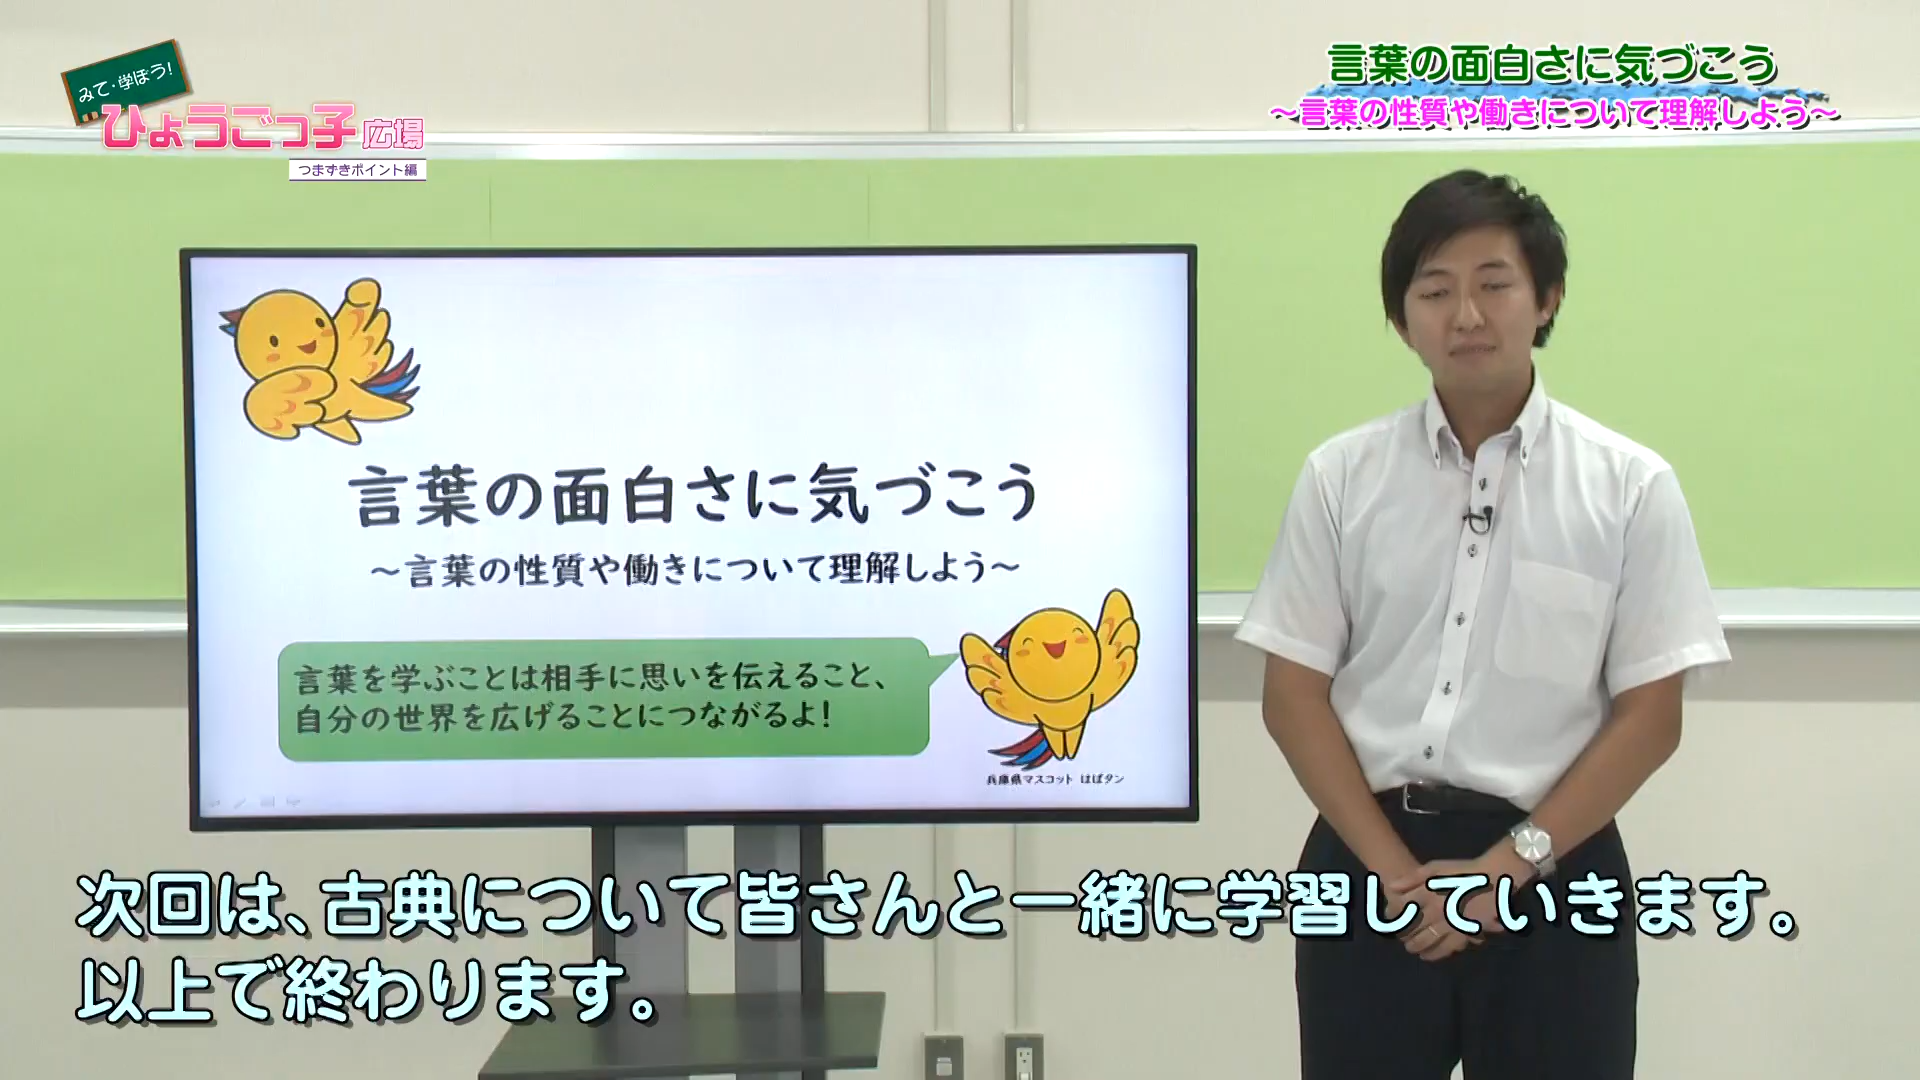 みて・学ぼう!
ひょうごっ子広場
つまずきポイント編
言葉の面白さに気づこう
～言葉の性質や働きについて理解しよう～
言葉の面白さに気づこう
～言葉の性質や働きについて理解しよう～
言葉を学ぶことは相手に思いを伝えること、
自分の世界を広げることにつながるよ!
兵庫県マスコット はばタン
次回は、古典について皆さんと一緒に学習していきます。
以上で終わります。